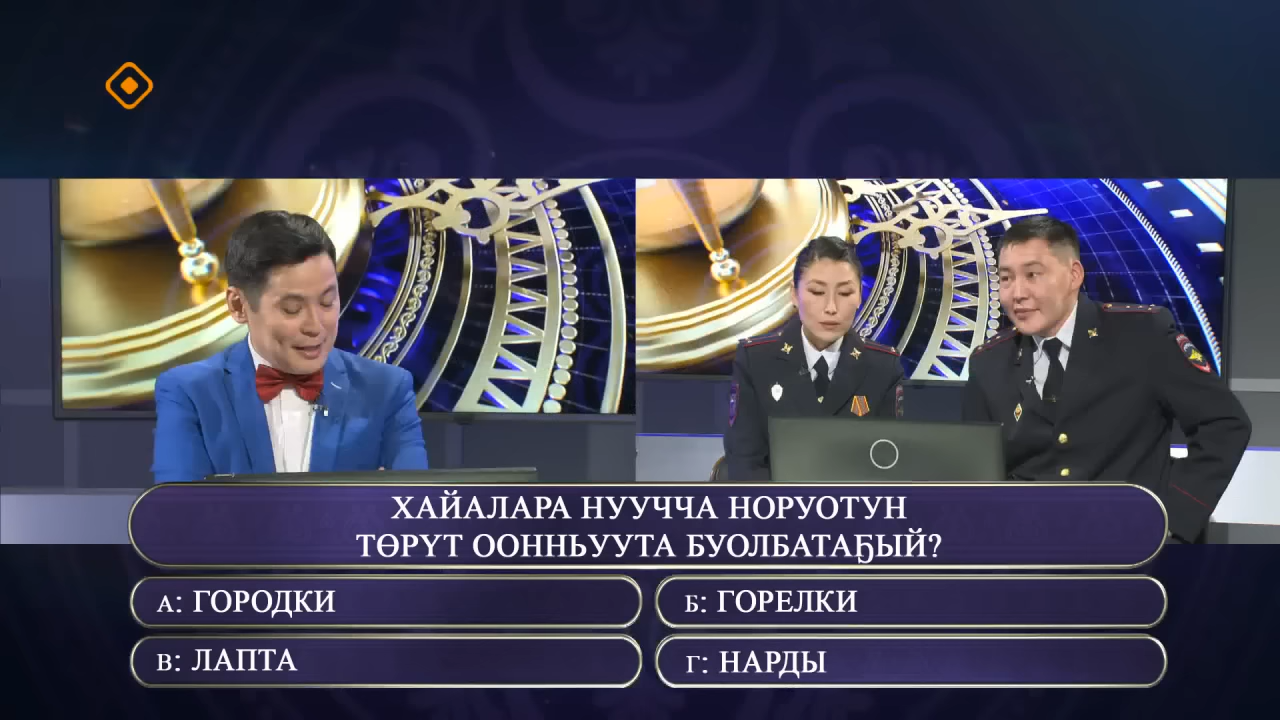 ХАЙАЛАРА НУУЧЧА НОРУОТУН
ТӨРҮТ ООННЬУУТА БУОЛБАТАҔЫЙ?
А: ГОРОДКИ
Б: ГОРЕЛКИ
В: ЛАПТА
Г: НАРДЫ